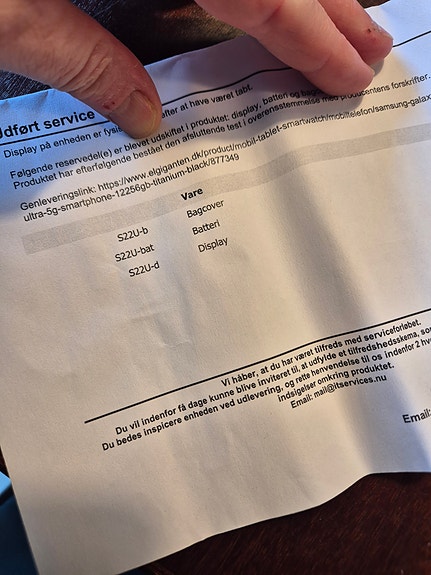 Udført service
Display på enheden er fysi efter at have været tabt.
Følgende reservedel(e) er blevet udskiftet i produktet: display, batteri og bag
Produktet har efterfølgende bestået den afsluttende test i overensstemmelse med producentens forskrifter.
Genleveringslink: https://www.elgiganten.dk/product/mobil-tablet-smartwatch/mobiltelefon/samsung-galax
ultra-5g-smartphone-12256gb-titanium-black/877349
Vare
S22U-b Bagcover
S22U-bat Batteri
S22U-d Display
Vi håber, at du har været tilfreds med serviceforløbet.
Du vil indenfor få dage kunne blive inviteret til, at udfylde et tilfredshedsskema, som
Du bedes inspicere enheden ved udlevering, og rette henvendelse til os indenfor 2 hve
indsigelser omkring produktet.
Email: mail@itservices.nu
Email: